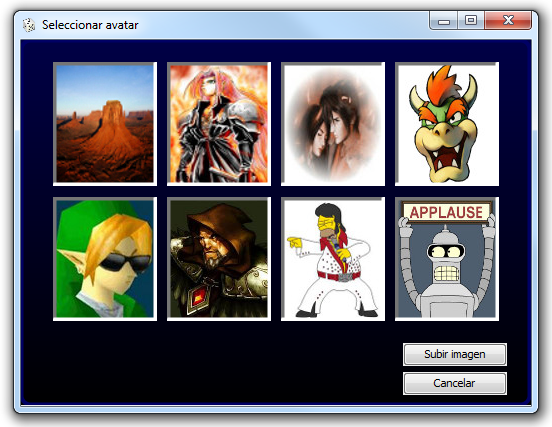 Seleccionar avatar
APPLAUSE
Subir imagen
Cancelar